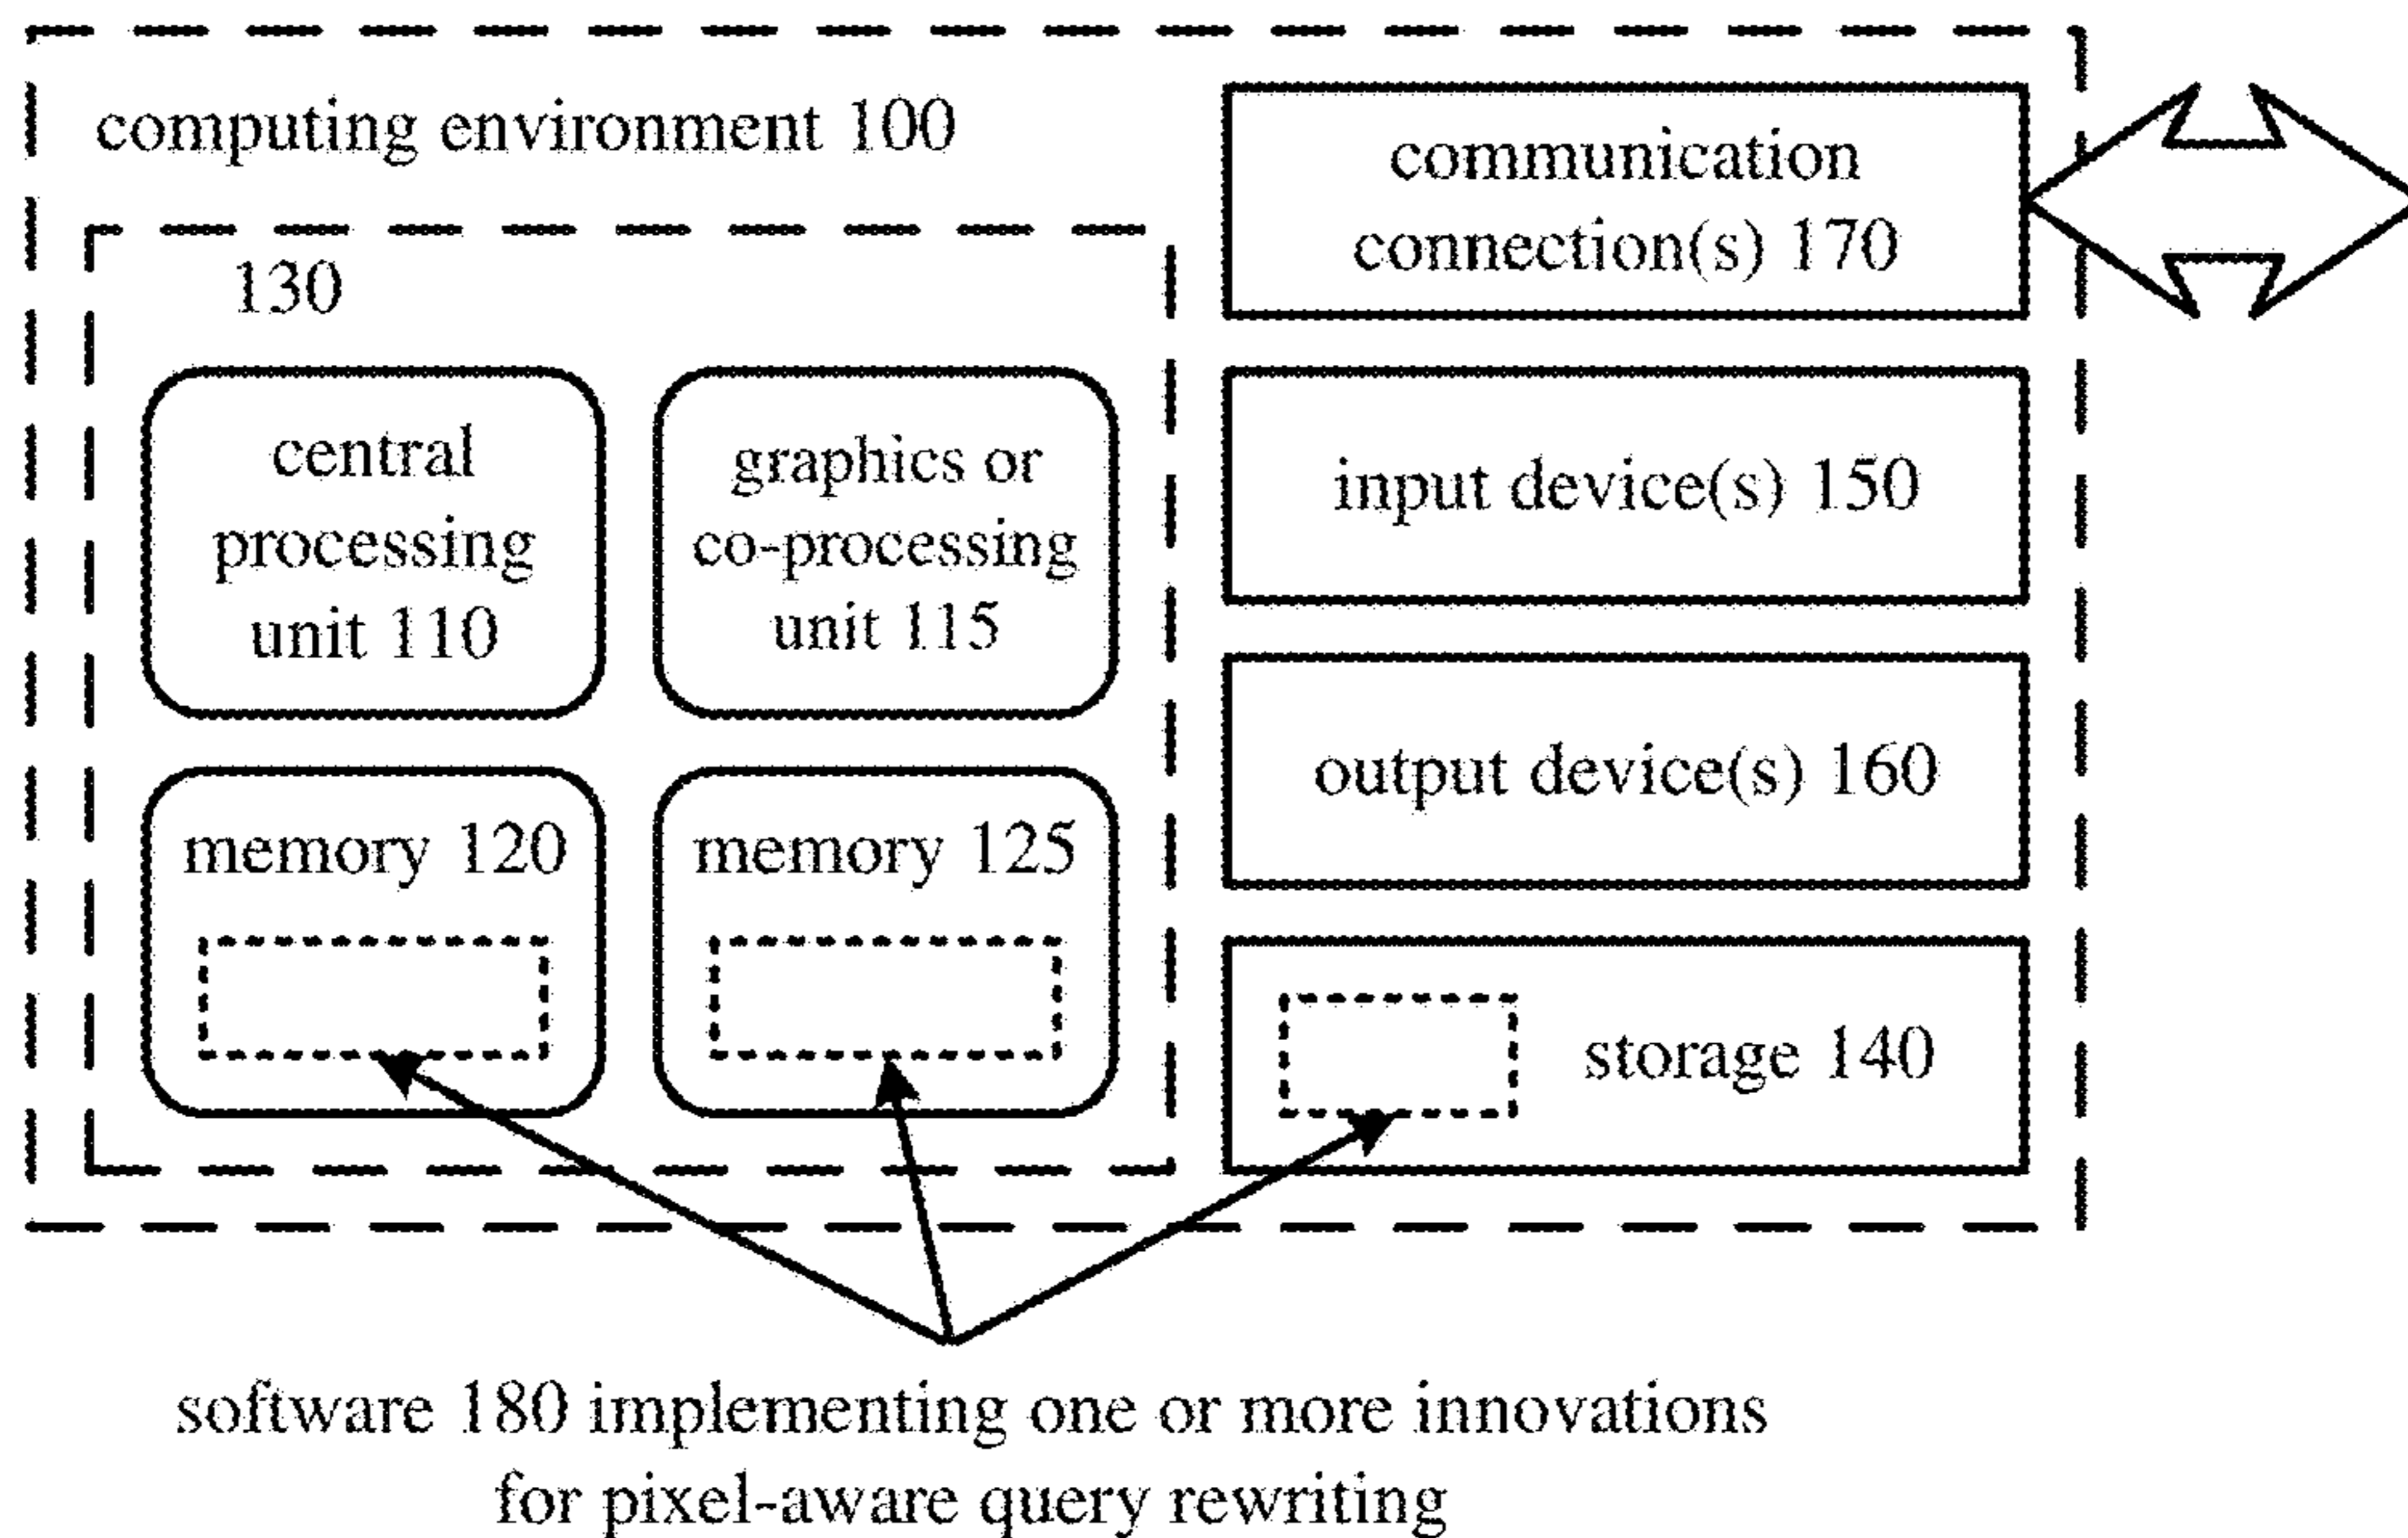 computing environment 100
130
central
processing
unit 110
graphics or
co-processing
unit 115
memory 120
memory 125
communication
connection(s) 170
input device(s) 150
output device(s) 160
storage 140
software 180 implementing one or more innovations
for pixel-aware query rewriting